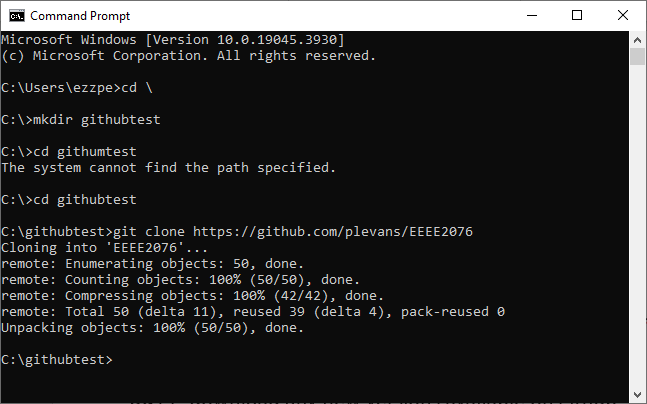 Command Prompt
Microsoft Windows [Version 10.0.19045.3930]
(c) Microsoft Corporation. All rights reserved.
C:\Users\ezzpe>cd \
C:\>mkdir githubtest
C:\>cd githumtest
The system cannot find the path specified.
C:\>cd githubtest
C:\githubtest>git clone https://github.com/plevans/EEEE2076
Cloning into 'EEEE2076'...
remote: Enumerating objects: 50, done.
remote: Counting objects: 100% (50/50), done.
remote: Compressing objects: 100% (42/42), done.
remote: Total 50 (delta 11), reused 39 (delta 4), pack-reused 0
Unpacking objects: 100% (50/50), done.
C:\githubtest>